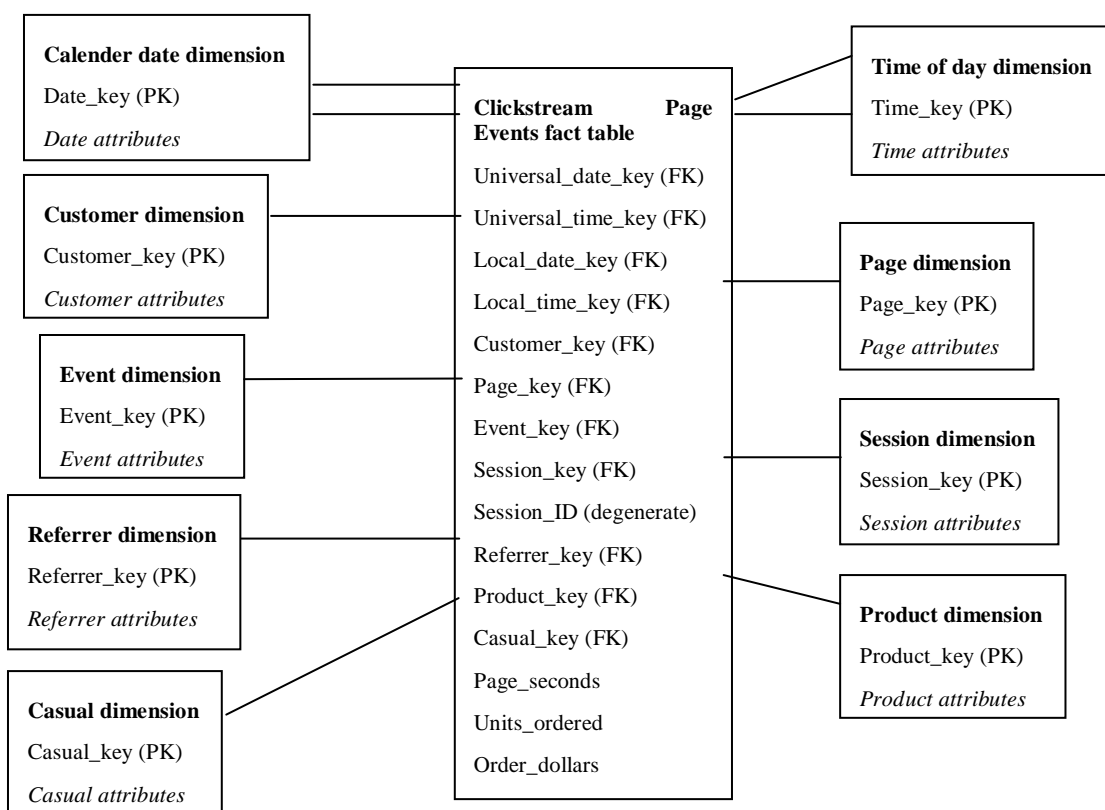 Calender date dimension
Date_key (PK)
Date attributes
Customer dimension
Customer_key (PK)
Customer attributes
Event dimension
Event_key (PK)
Event attributes
Referrer dimension
Referrer_key (PK)
Referrer attributes
Casual dimension
Casual_key (PK)
Casual attributes
Clickstream Page
Events fact table
Universal_date_key (FK)
Universal_time_key (FK)
Local_date_key (FK)
Local_time_key (FK)
Customer_key (FK)
Page_key (FK)
Event_key (FK)
Session_key (FK)
Session_ID (degenerate)
Referrer_key (FK)
Product_key (FK)
Casual_key (FK)
Page_seconds
Units_ordered
Order_dollars
Time of day dimension
Time_key (PK)
Time attributes
Page dimension
Page_key (PK)
Page attributes
Session dimension
Session_key (PK)
Session attributes
Product dimension
Product_key (PK)
Product attributes